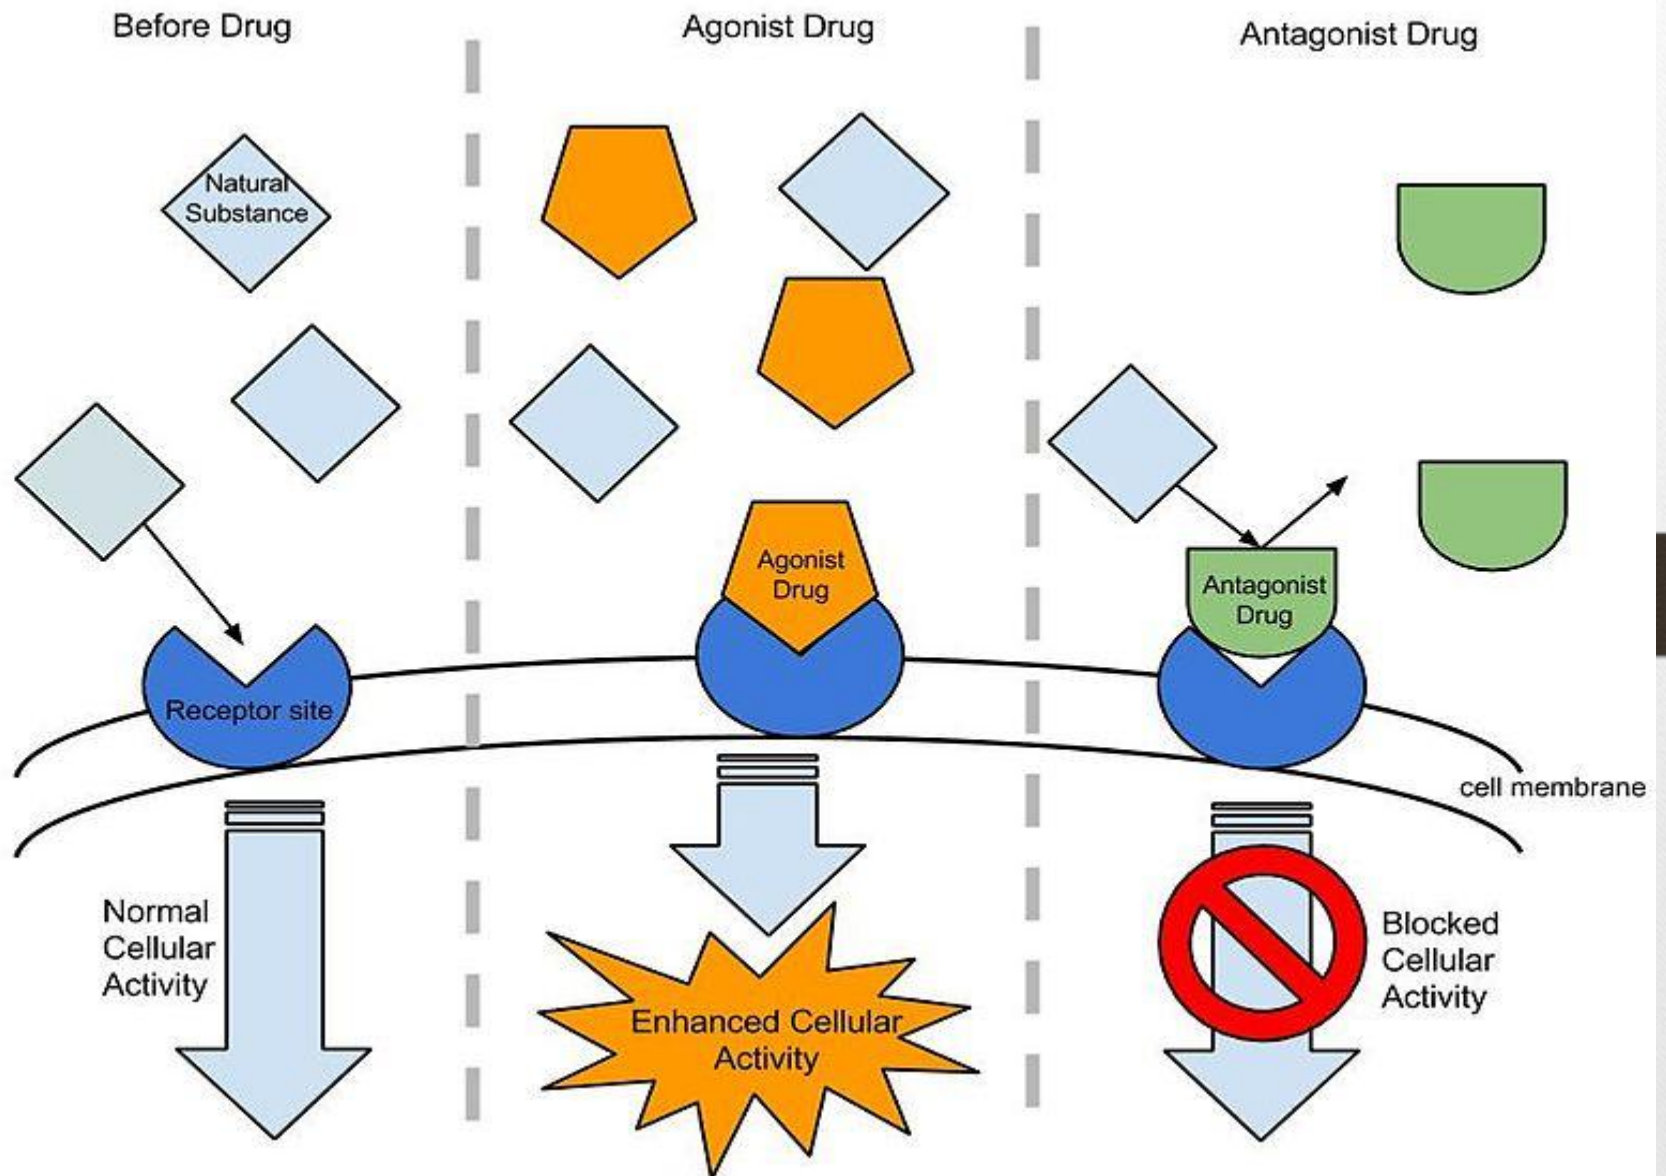 Before Drug
Agonist Drug
Antagonist Drug
Natural
Substance
Agonist
Drug
Antagonist
Drug
Receptor site
cell membrane
Normal
Cellular
Activity
Enhanced Cellular
Activity
Blocked
Cellular
Activity